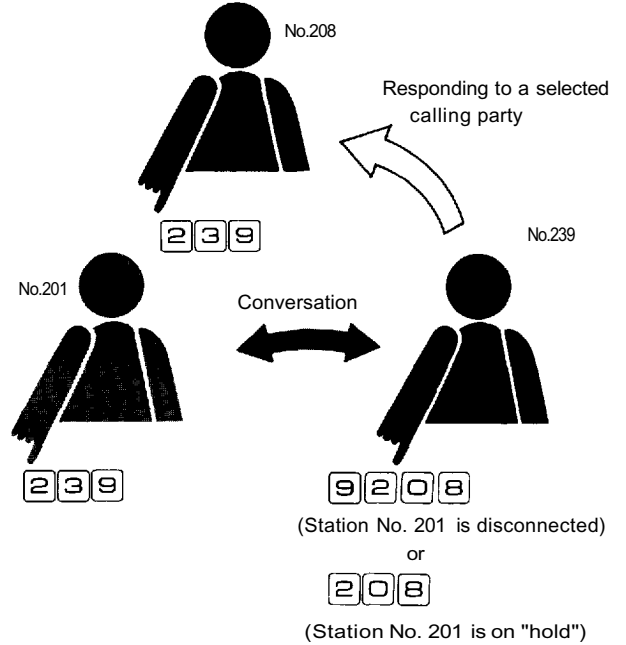 No.208
Responding to a selected
calling party
239
No.239
No.201
Conversation
239
9208
(Station No. 201 is disconnected)
or
208
(Station No. 201 is on "hold")